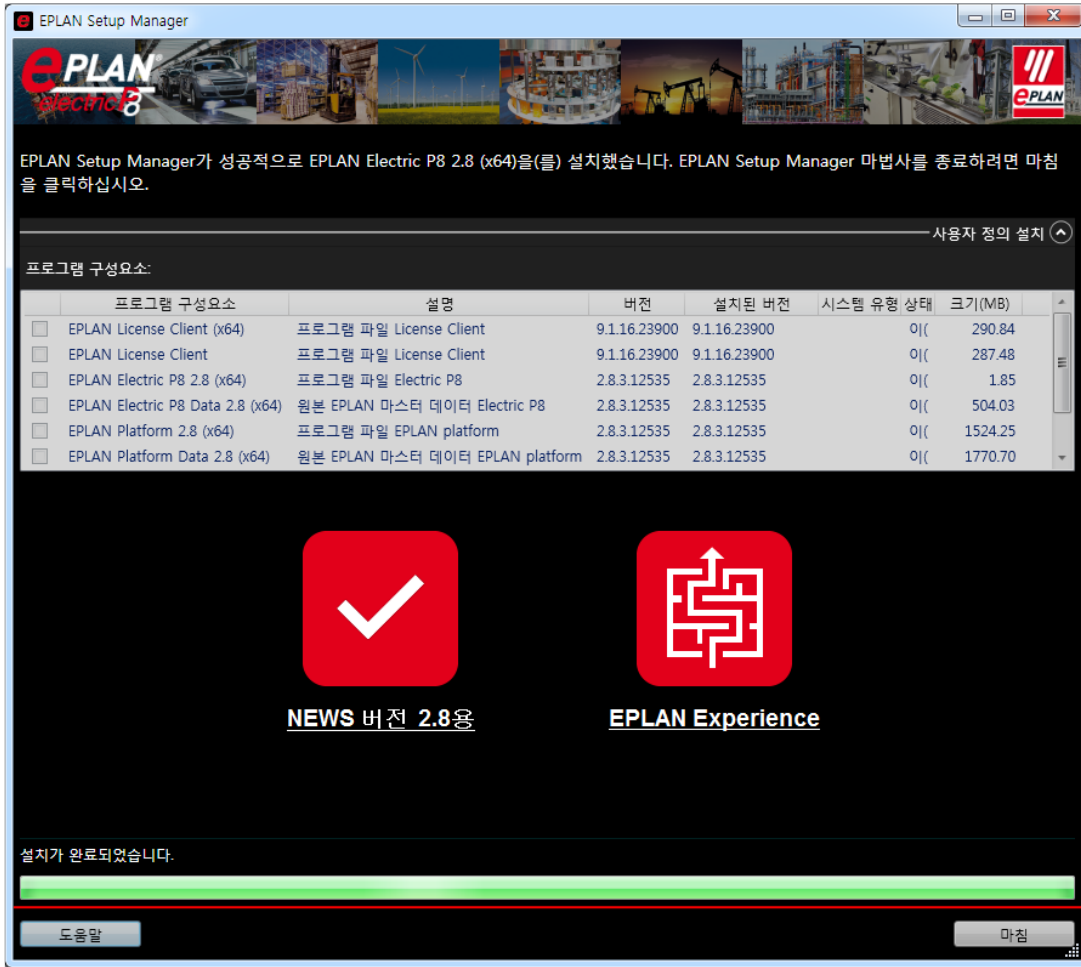 EPLAN Setup Manager
ePLAN
electric P8
ePLAN
EPLAN Setup Manager가 성공적으로 EPLAN Electric P8 2.8 (x64)을(를) 설치했습니다. EPLAN Setup Manager 마법사를 종료하려면 마침
을 클릭하십시오.
사용자 정의 설치
프로그램 구성요소:
프로그램 구성요소 설명 버전 설치된 버전 시스템 유형 상태 크기(MB)
EPLAN License Client (x64) 프로그램 파일 License Client 9.1.16.23900 9.1.16.23900 이( 290.84
EPLAN License Client 프로그램 파일 License Client 9.1.16.23900 9.1.16.23900 이( 287.48
EPLAN Electric P8 2.8 (x64) 프로그램 파일 Electric P8 2.8.3.12535 2.8.3.12535 이( 1.85
EPLAN Electric P8 Data 2.8 (x64) 원본 EPLAN 마스터 데이터 Electric P8 2.8.3.12535 2.8.3.12535 이( 504.03
EPLAN Platform 2.8 (x64) 프로그램 파일 EPLAN platform 2.8.3.12535 2.8.3.12535 이( 1524.25
EPLAN Platform Data 2.8 (x64) 원본 EPLAN 마스터 데이터 EPLAN platform 2.8.3.12535 2.8.3.12535 이( 1770.70
NEWS 버전 2.8용
EPLAN Experience
설치가 완료되었습니다.
도움말
마침